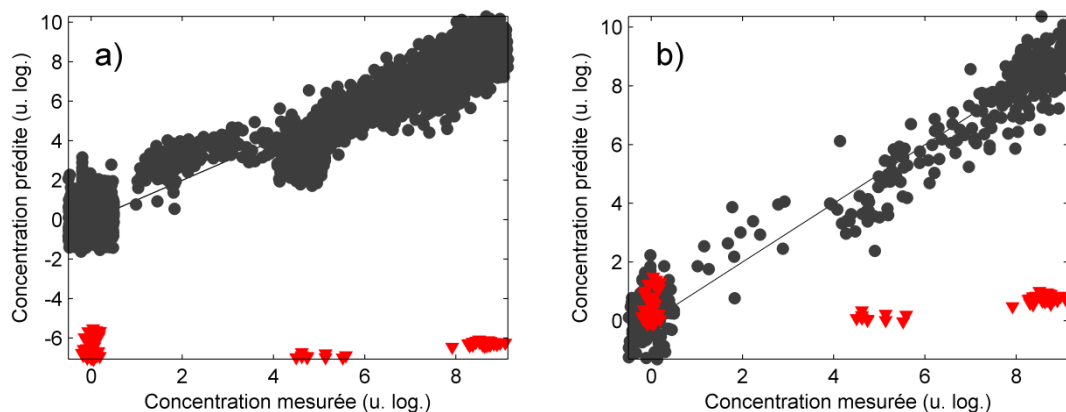 a)
10
8
6
4
2
0
-2
-4
-6
Concentration prédite (u. log.)
0 2 4 6 8
Concentration mesurée (u. log.)
b)
10
8
6
4
2
0
Concentration prédite (u. log.)
0 2 4 6 8
Concentration mesurée (u. log.)